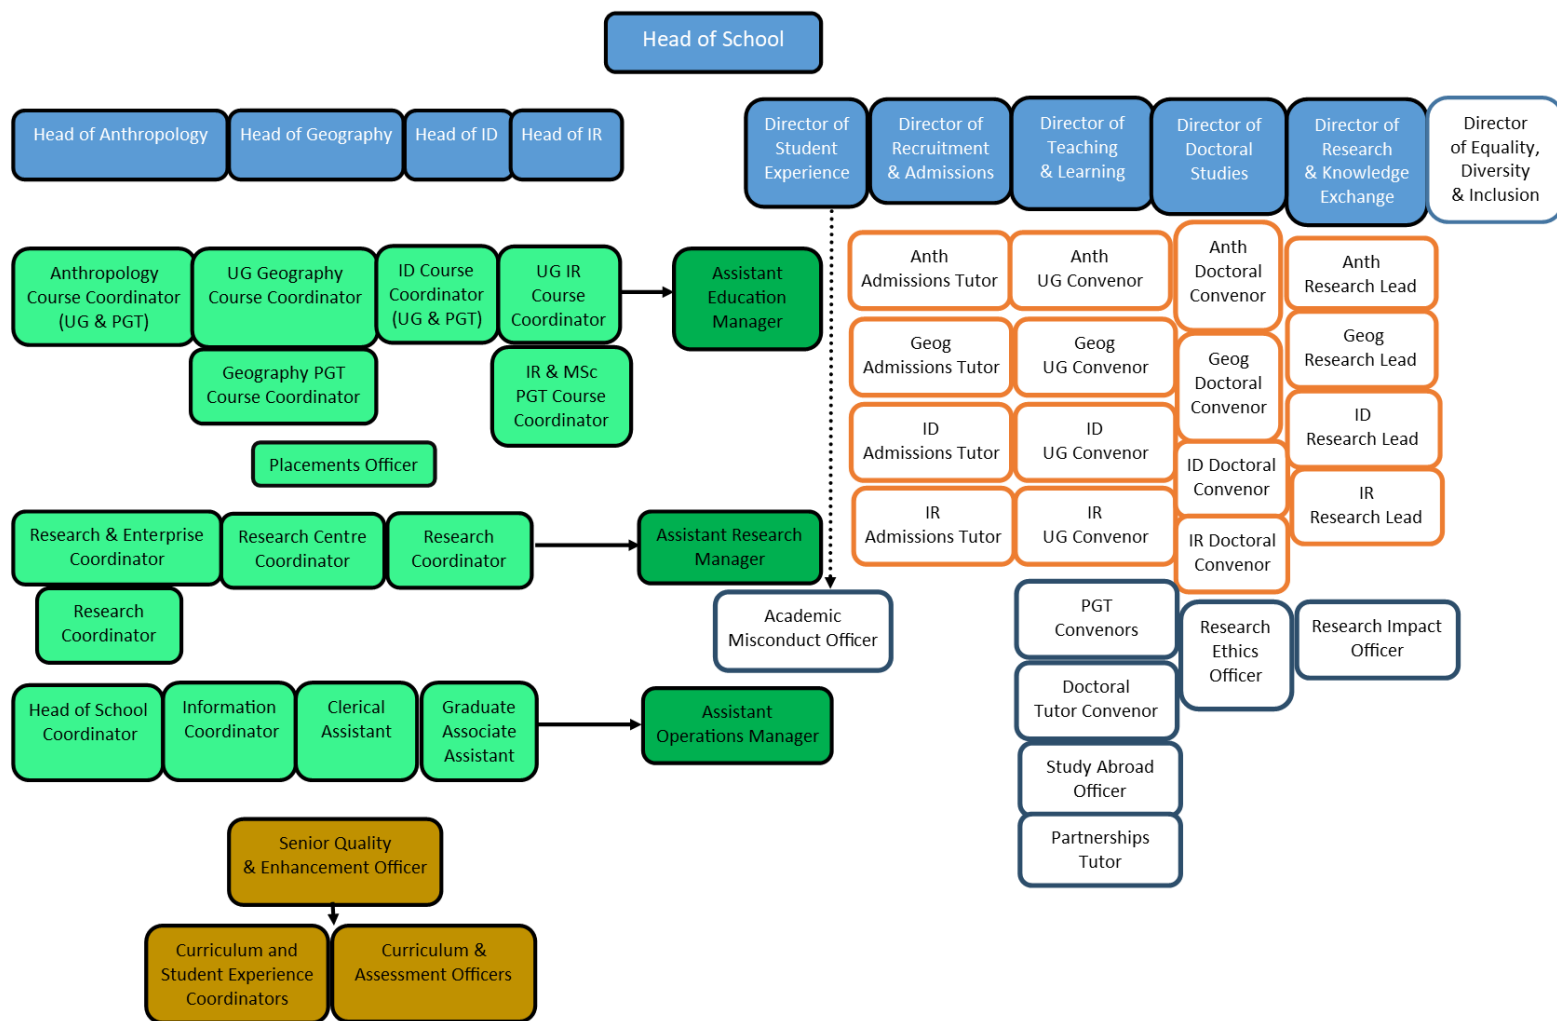 Head of School
Head of Anthropology
Head of Geography
Head of ID
Head of IR
Director of
Student
Experience
Director of
Recruitment
& Admissions
Director of
Teaching
& Learning
Director of
Doctoral
Studies
Director of
Research
& Knowledge
Exchange
Director
of Equality,
Diversity
& Inclusion
Anthropology
Course Coordinator
(UG & PGT)
UG Geography
Course Coordinator
ID Course
Coordinator
(UG & PGT)
UG IR
Course
Coordinator
Assistant
Education
Manager
Geography PGT
Course Coordinator
IR & MSc
PGT Course
Coordinator
Placements Officer
Research & Enterprise
Coordinator
Research Centre
Coordinator
Research
Coordinator
Assistant Research
Manager
Research
Coordinator
Head of School
Coordinator
Information
Coordinator
Clerical
Assistant
Graduate
Associate
Assistant
Assistant
Operations Manager
Senior Quality
& Enhancement Officer
Curriculum and
Student Experience
Coordinators
Curriculum &
Assessment Officers
Academic
Misconduct Officer
Anth
Admissions Tutor
Geog
Admissions Tutor
ID
Admissions Tutor
IR
Admissions Tutor
Anth
UG Convenor
Geog
UG Convenor
ID
UG Convenor
IR
UG Convenor
PGT
Convenors
Doctoral
Tutor Convenor
Study Abroad
Officer
Partnerships
Tutor
Anth
Doctoral
Convenor
Geog
Doctoral
Convenor
ID Doctoral
Convenor
IR Doctoral
Convenor
Research
Ethics
Officer
Anth
Research Lead
Geog
Research Lead
ID
Research Lead
IR
Research Lead
Research Impact
Officer